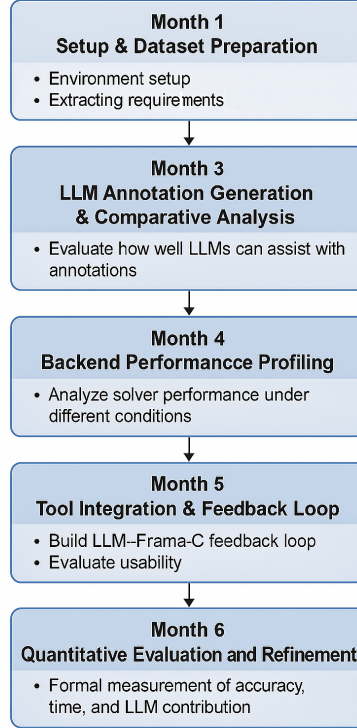 Month 1
Setup & Dataset Preparation
• Environment setup
• Extracting requirements
Month 3
LLM Annotation Generation
& Comparative Analysis
• Evaluate how well LLMs can assist with
annotations
Month 4
Backend Performancce Profiling
• Analyze solver performance under
different conditions
Month 5
Tool Integration & Feedback Loop
• Build LLM--Frama-C feedback loop
• Evaluate usability
Month 6
Quantitative Evaluation and Refinement
• Formal measurement of accuracy,
time, and LLM contribution